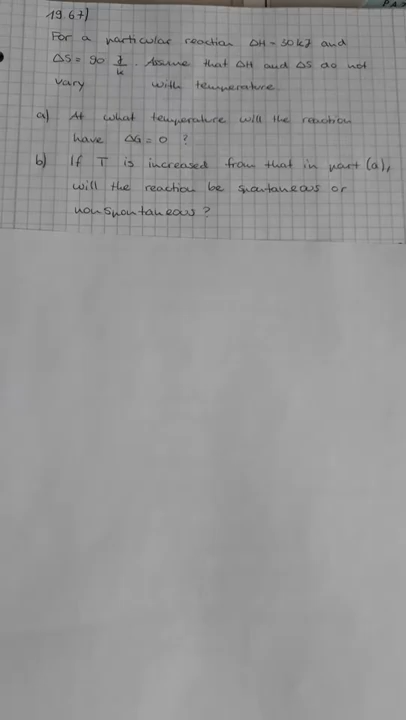 19.67)
For a particular reaction ΔH = 30 kJ and
ΔS = 90 J/K. Assume that ΔH and ΔS do not
vary with temperature
a) At what temperature will the reaction
have ΔG = 0 ?
b) If T is increased from that in part (a),
will the reaction be spontaneous or
nonspontaneous ?